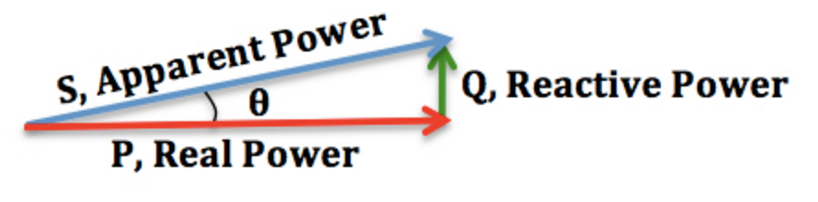 S, Apparent Power
θ
Q, Reactive Power
P, Real Power